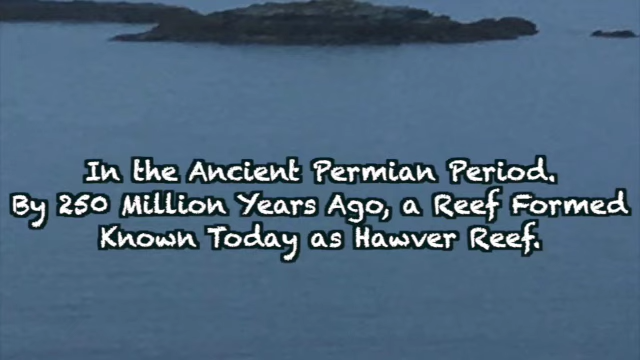 In the Ancient Permian Period.
By 250 Million Years Ago, a Reef Formed
Known Today as Hawver Reef.